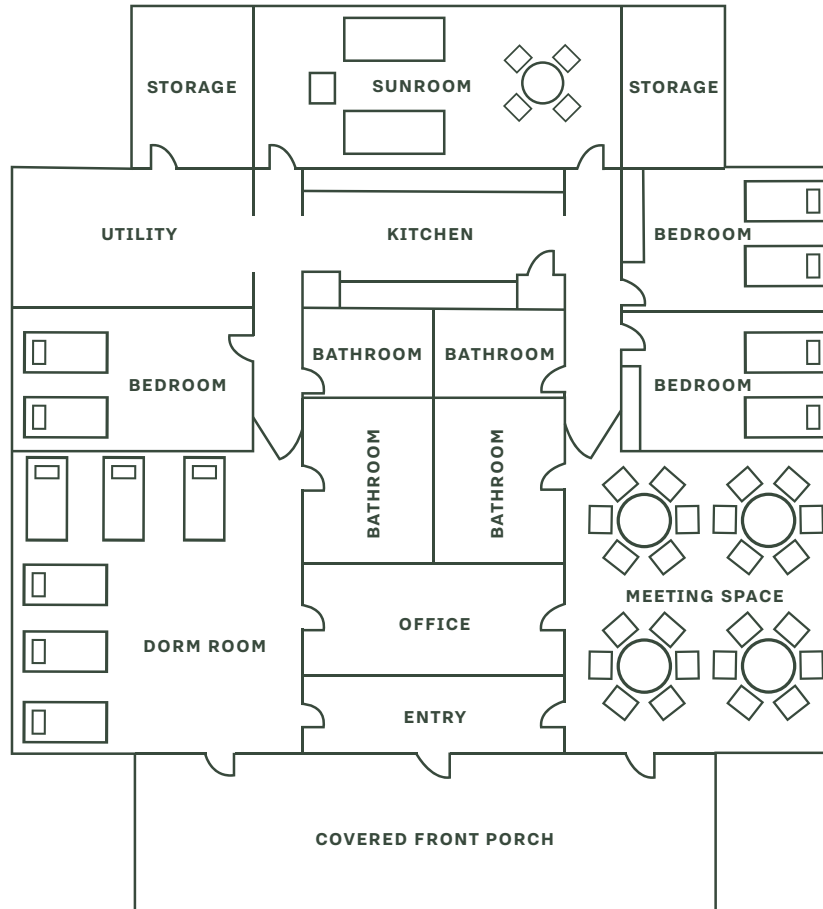 STORAGE
SUNROOM
STORAGE
UTILITY
KITCHEN
BEDROOM
BATHROOM
BATHROOM
BEDROOM
BEDROOM
BATHROOM
BATHROOM
MEETING SPACE
OFFICE
DORM ROOM
ENTRY
COVERED FRONT PORCH